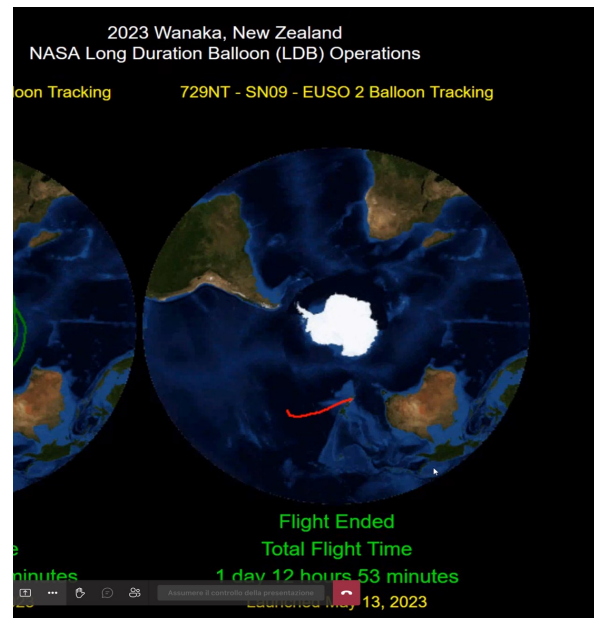 2023 Wanaka, New Zealand
NASA Long Duration Balloon (LDB) Operations
loon Tracking
729NT - SN09 - EUSO 2 Balloon Tracking
Flight Ended
Total Flight Time
minutes
1 day 12 hours 53 minutes
Assumere il controllo della presentazione
Launched May 13, 2023